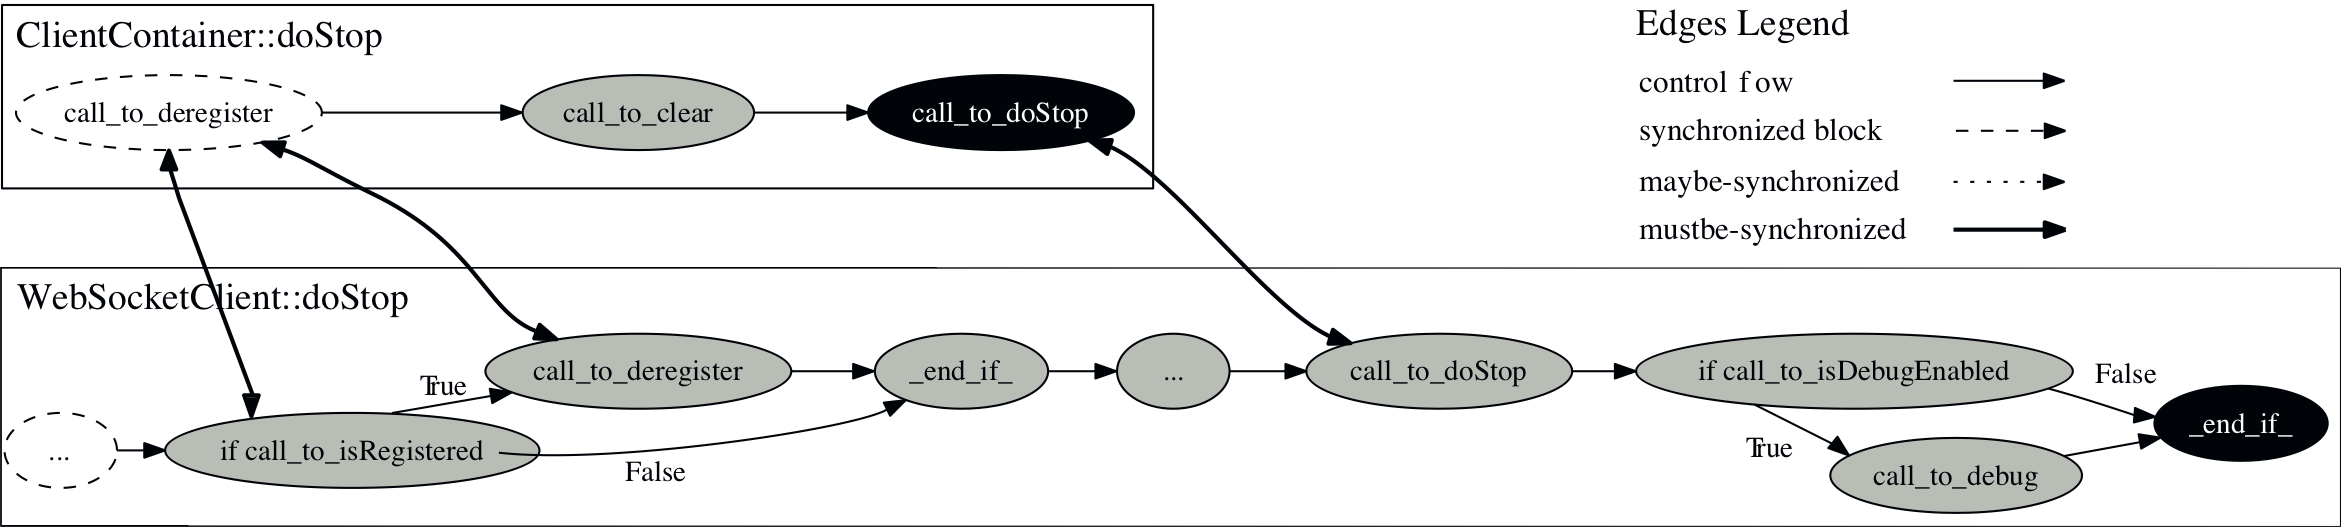 ClientContainer::doStop
call_to_deregister
call_to_clear
call_to_doStop
Edges Legend
control f ow
synchronized block
maybe-synchronized
mustbe-synchronized
WebSocketClient::doStop
...
if call_to_isRegistered
True
False
call_to_deregister
_end_if_
...
call_to_doStop
if call_to_isDebugEnabled
False
True
call_to_debug
_end_if_